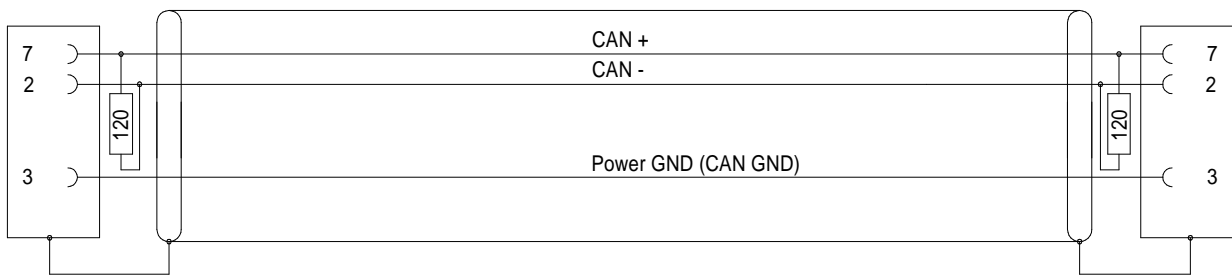 CAN +
7 7
CAN -
2 2
120 120
Power GND (CAN GND)
3 3